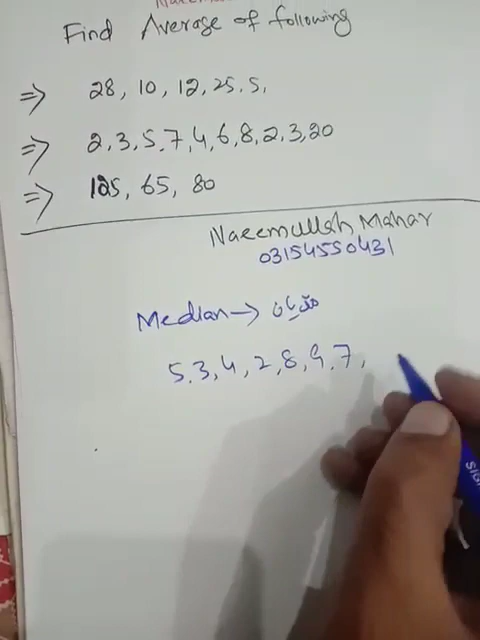 Find Average of following
⇒ 28, 10, 12, 25, 5,
⇒ 2, 3, 5, 7, 4, 6, 8, 2, 3, 20
⇒ 125, 65, 80
Naeemullah Mahar
03154550431
Median →
5, 3, 4, 2, 8, 9, 7,